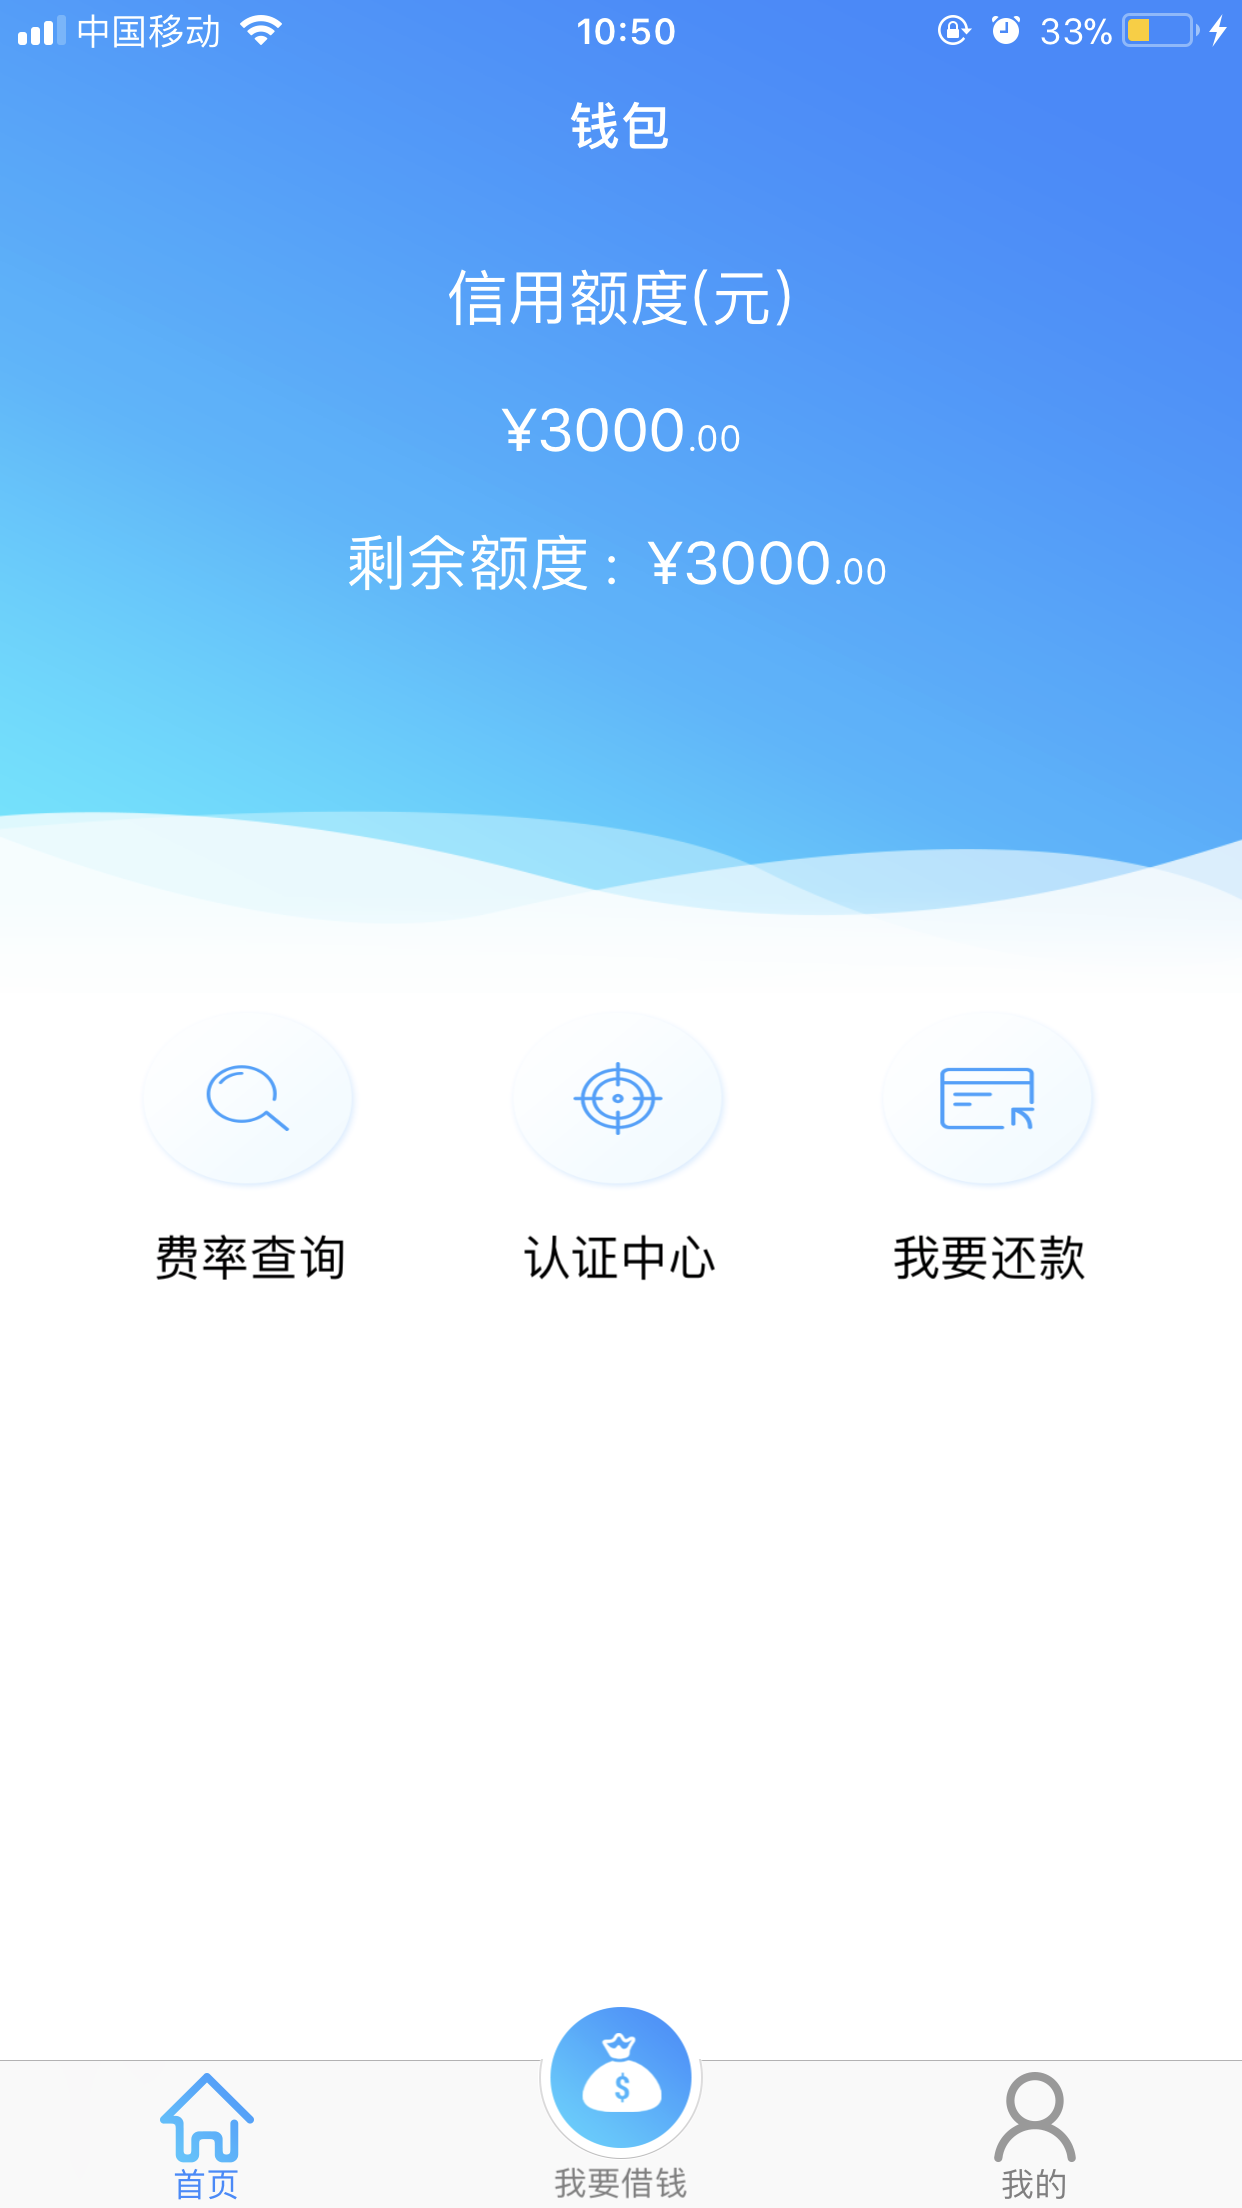 中国移动 10:50 33%
钱包
信用额度(元)
¥3000.00
剩余额度: ¥3000.00
费率查询 认证中心 我要还款
$
首页 我要借钱 我的